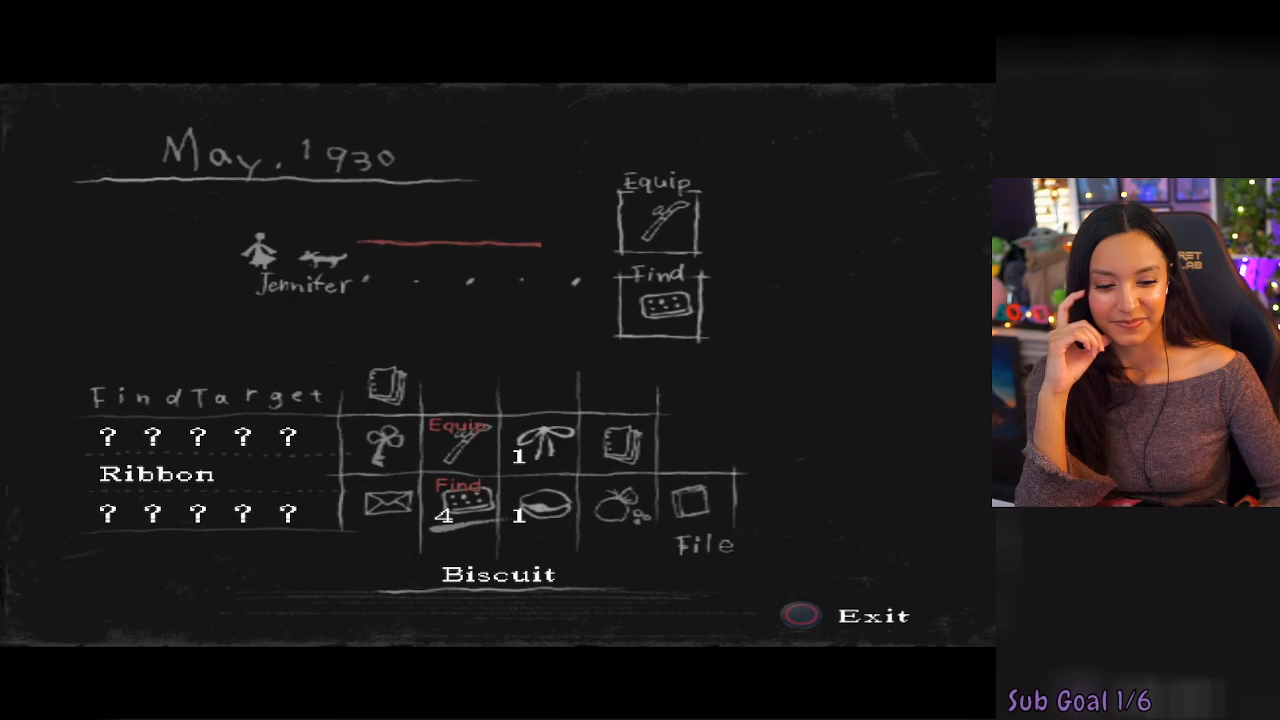 May. 1930
Equip
Find
Jennifer
FindTarget
? ? ? ? ?
Equip
1
Ribbon
Find
? ? ? ? ?
4
1
File
Biscuit
Exit
Sub Goal 1/6